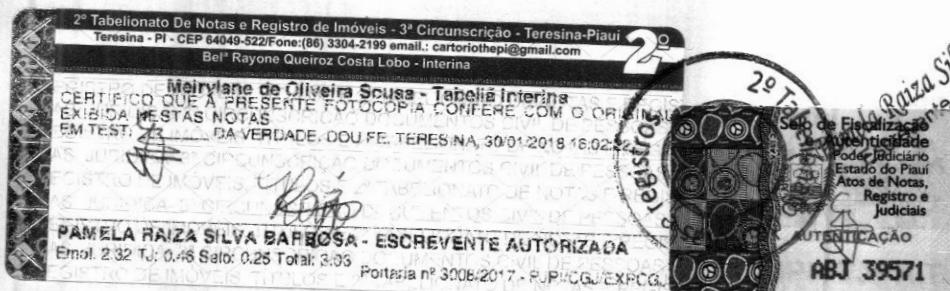 2º Tabelionato De Notas e Registro de Imóveis - 3ª Circunscrição - Teresina-Piauí
Teresina - PI - CEP 64049-522/Fone:(86) 3304-2199 email.: cartoriothepi@gmail.com
Belª Rayone Queiroz Costa Lobo - Interina
2º
Meirylane de Oliveira Sousa - Tabeliã Interina
CERTIFICO QUE A PRESENTE FOTOCOPIA CONFERE COM O ORIGINAL
EXIBIDA NESTAS NOTAS.
EM TEST. DA VERDADE. DOU FE. TERESINA, 30/01/2018 16:02:22
PAMELA RAIZA SILVA BARBOSA - ESCREVENTE AUTORIZADA
Emol: 2.32 TJ: 0.46 Selo: 0.25 Total: 3.03
Portaria nº 3008/2017 - PJPI/CGJ/EXPCGJ
2º
registros
Raiza
Selo de Fiscalização
Autenticidade
Poder Judiciário
Estado do Piauí
Atos de Notas,
Registro e
Judiciais
AUTENTICAÇÃO
ABJ 39571